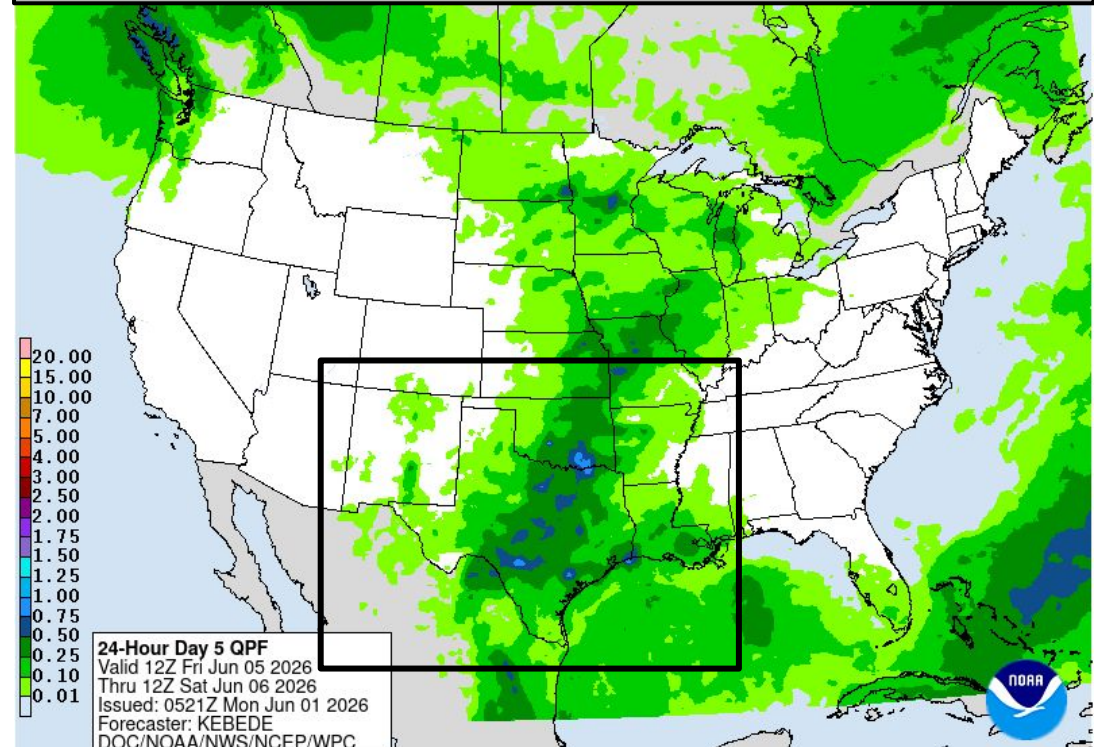 20.00
15.00
10.00
7.00
5.00
4.00
3.00
2.50
2.00
1.75
1.50
1.25
1.00
0.75
0.50
0.25
0.10
0.01
24-Hour Day 5 QPF
Valid 12Z Fri Jun 05 2026
Thru 12Z Sat Jun 06 2026
Issued: 0521Z Mon Jun 01 2026
Forecaster: KEBEDE
DOC/NOAA/NWS/NCEP/WPC
NOAA